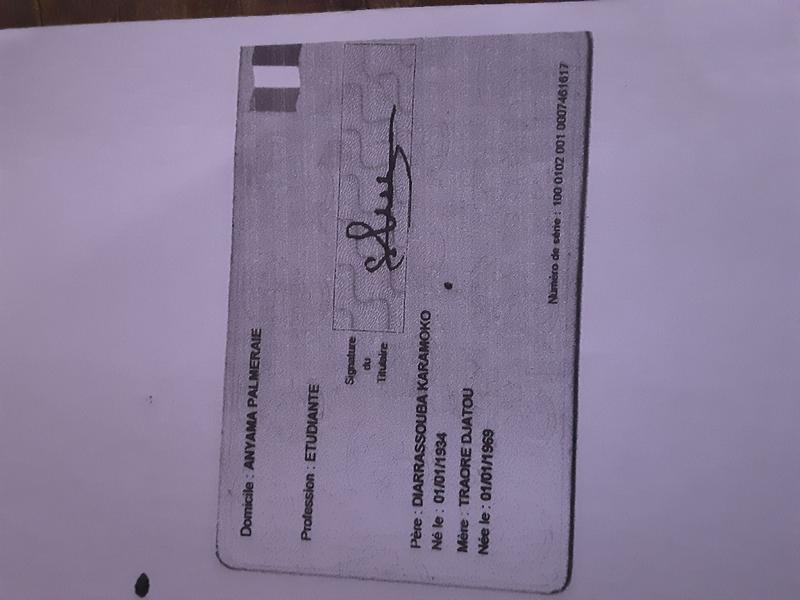 Domicile : ANYAMA PALMERAIE
Profession : ETUDIANTE
Signature
du
Titulaire
Père : DIARRASSOUBA KARAMOKO
Né le : 01/01/1934
Mère : TRAORE DJATOU
Née le : 01/01/1969
Numéro de série : 100 0102 001 0007461617